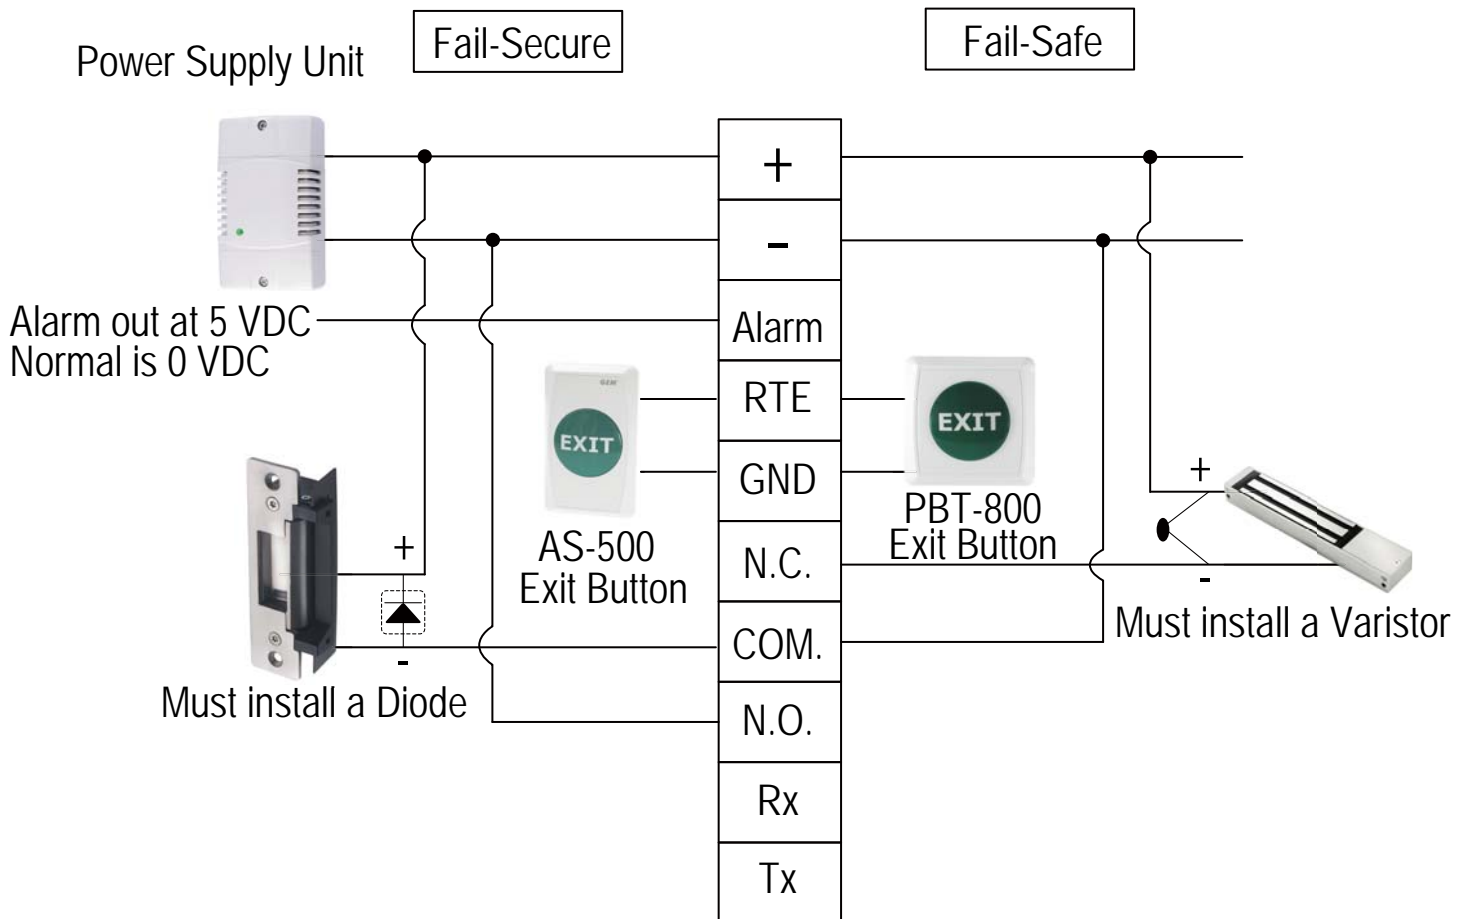 Fail-Secure
Fail-Safe
Power Supply Unit
+
-
Alarm out at 5 VDC
Normal is 0 VDC
Alarm
RTE
GND
N.C.
COM.
N.O.
Rx
Tx
GEM
EXIT
AS-500
Exit Button
EXIT
PBT-800
Exit Button
+
-
Must install a Diode
+
-
Must install a Varistor